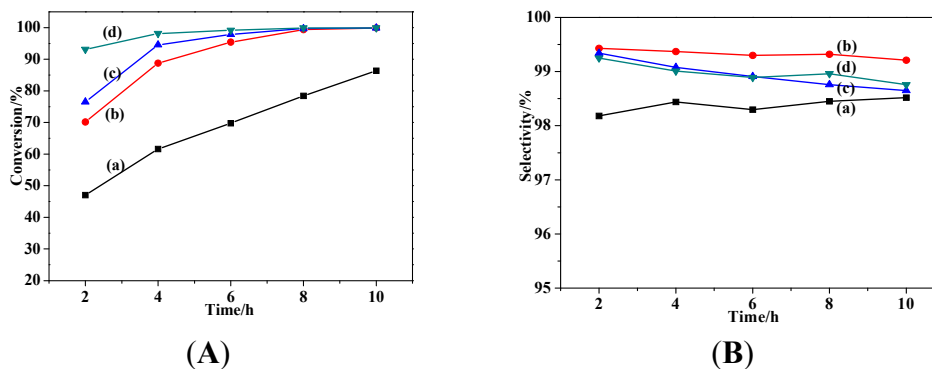 100
90
80
70
60
50
40
30
20
Conversion/%
(d)
(c)
(b)
(a)
2 4 6 8 10
Time/h
(A)
100
99
98
97
96
95
Selectivity/%
(b)
(d)
(c)
(a)
2 4 6 8 10
Time/h
(B)